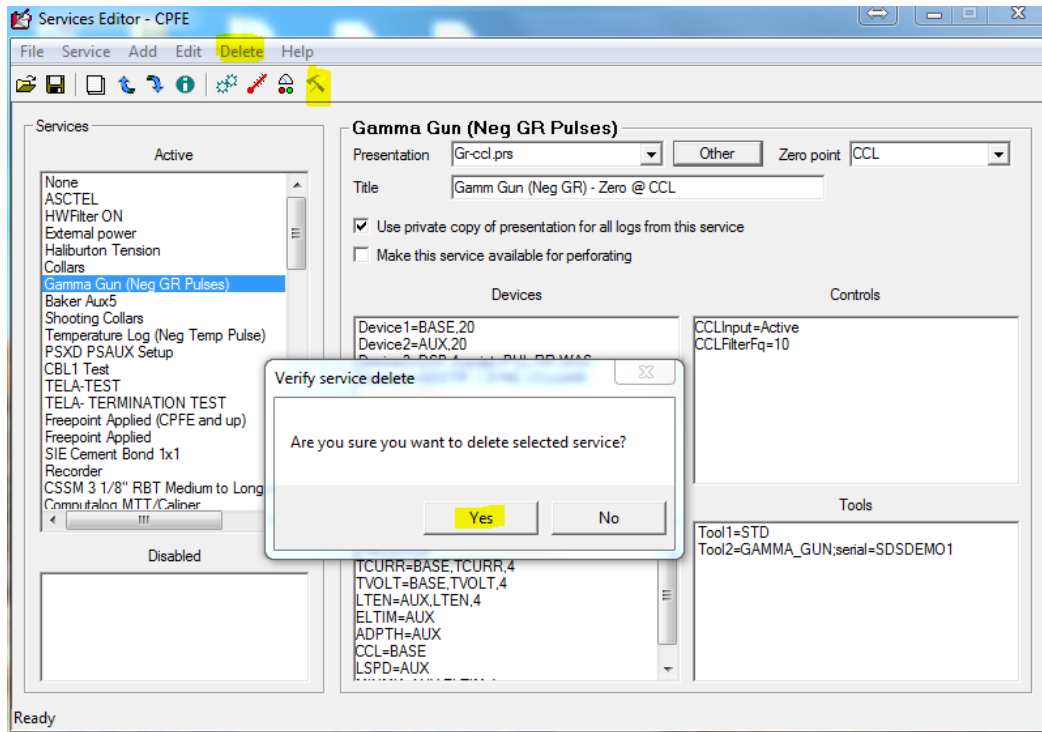 Services Editor - CPFE
File Service Add Edit Delete Help
Services
Active
None
ASCTEL
HWFilter ON
External power
Haliburton Tension
Collars
Gamma Gun (Neg GR Pulses)
Baker Aux5
Shooting Collars
Temperature Log (Neg Temp Pulse)
PSXD PSAUX Setup
CBL1 Test
TELA-TEST
TELA- TERMINATION TEST
Freepoint Applied (CPFE and up)
Freepoint Applied
SIE Cement Bond 1x1
Recorder
CSSM 3 1/8" RBT Medium to Long
Computalog MTT/Caliper
Disabled
Gamma Gun (Neg GR Pulses)
Presentation Gr-ccl.prs Other Zero point CCL
Title Gamm Gun (Neg GR) - Zero @ CCL
Use private copy of presentation for all logs from this service
Make this service available for perforating
Devices
Device1=BASE,20
Device2=AUX,20
Controls
CCLInput=Active
CCLFilterFq=10
Verify service delete
Are you sure you want to delete selected service?
Yes No
TCURR=BASE,TCURR,4
TVOLT=BASE,TVOLT,4
LTEN=AUX,LTEN,4
ELTIM=AUX
ADPTH=AUX
CCL=BASE
LSPD=AUX
Tools
Tool1=STD
Tool2=GAMMA_GUN;serial=SDSDEMO1
Ready